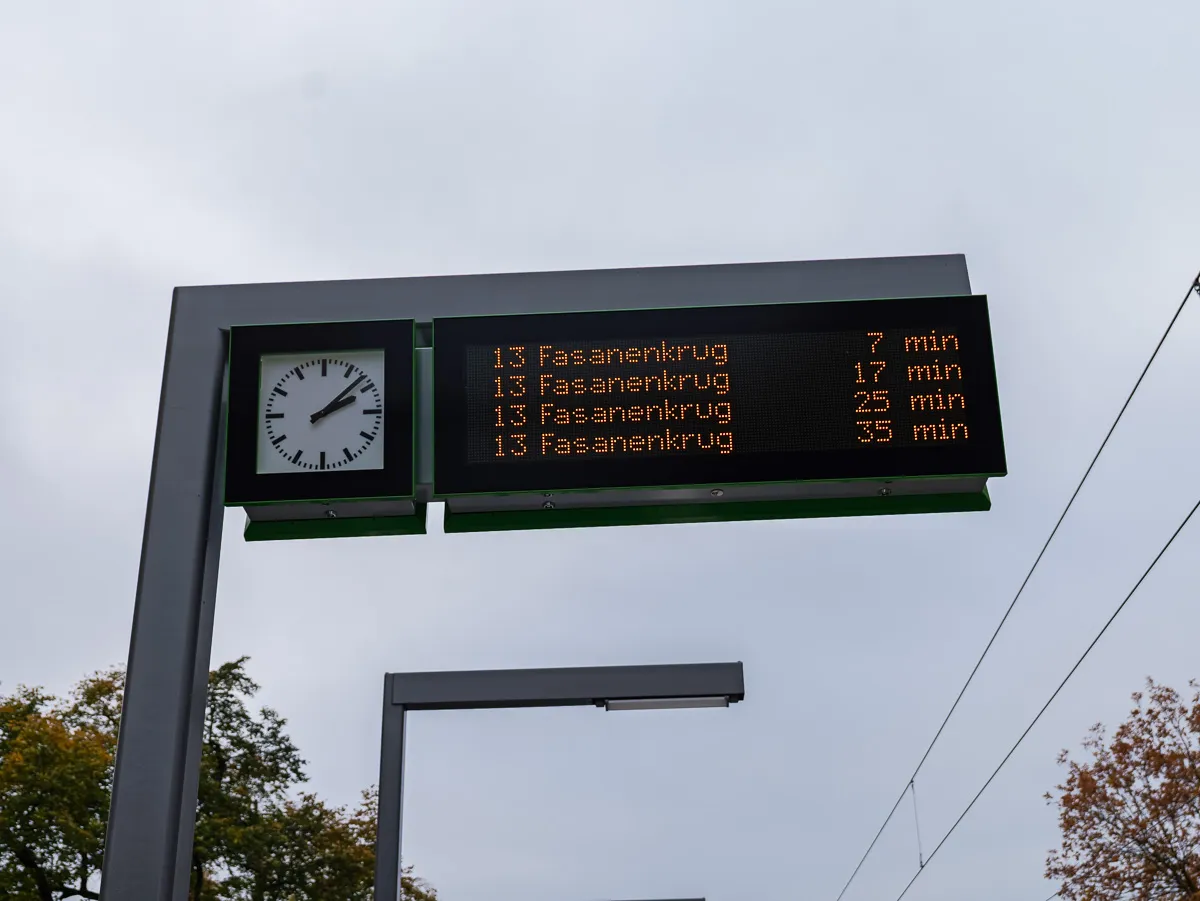 13 Fasanenkrug 7 min
13 Fasanenkrug 17 min
13 Fasanenkrug 25 min
13 Fasanenkrug 35 min